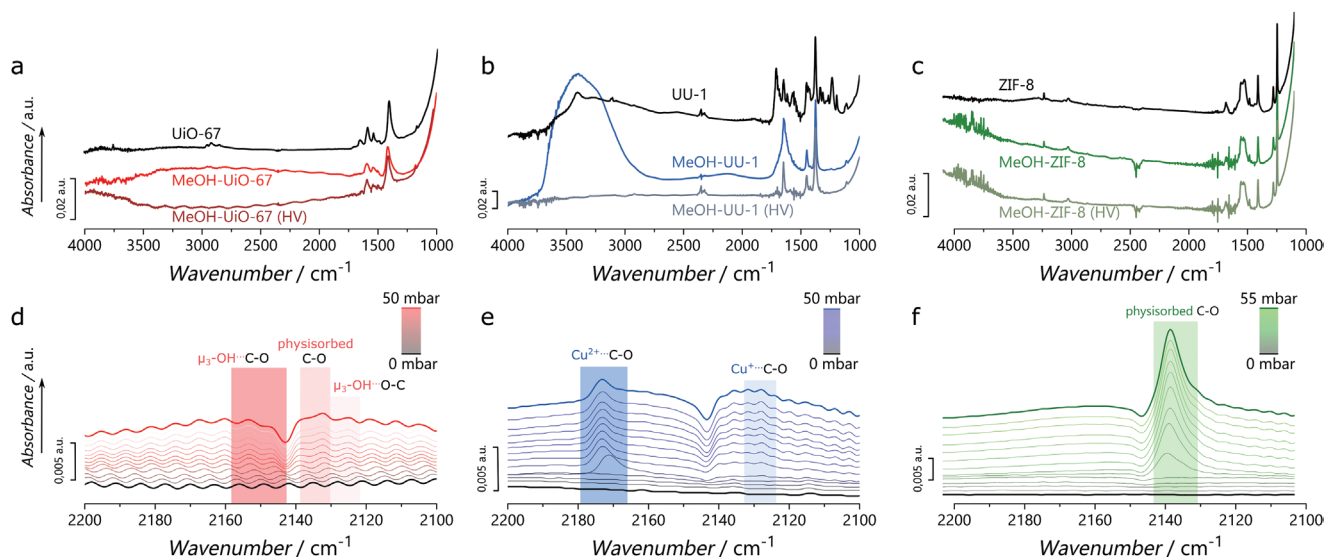 a
b
c
Absorbance / a.u.
0,02 a.u.
UiO-67
MeOH-UiO-67
MeOH-UiO-67 (HV)
4000 3500 3000 2500 2000 1500 1000
Wavenumber / cm⁻¹
0,02 a.u.
UU-1
MeOH-UU-1
MeOH-UU-1 (HV)
4000 3500 3000 2500 2000 1500 1000
Wavenumber / cm⁻¹
0,02 a.u.
ZIF-8
MeOH-ZIF-8
MeOH-ZIF-8 (HV)
4000 3500 3000 2500 2000 1500 1000
Wavenumber / cm⁻¹
d
50 mbar
0 mbar
physisorbed
μ₃-OH···C-O
C-O
μ₃-OH···O-C
Absorbance / a.u.
0,005 a.u.
2200 2180 2160 2140 2120 2100
Wavenumber / cm⁻¹
e
50 mbar
0 mbar
Cu²⁺···C-O
Cu⁺···C-O
0,005 a.u.
2200 2180 2160 2140 2120 2100
Wavenumber / cm⁻¹
f
55 mbar
0 mbar
physisorbed C-O
0,005 a.u.
2200 2180 2160 2140 2120 2100
Wavenumber / cm⁻¹